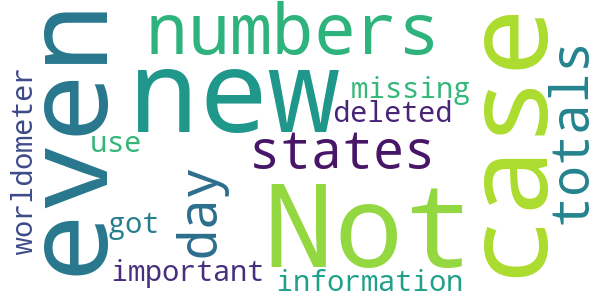 numbers
even
new
case
worldometer
missing
totals
deleted
use
states
day
Not
got
important
information